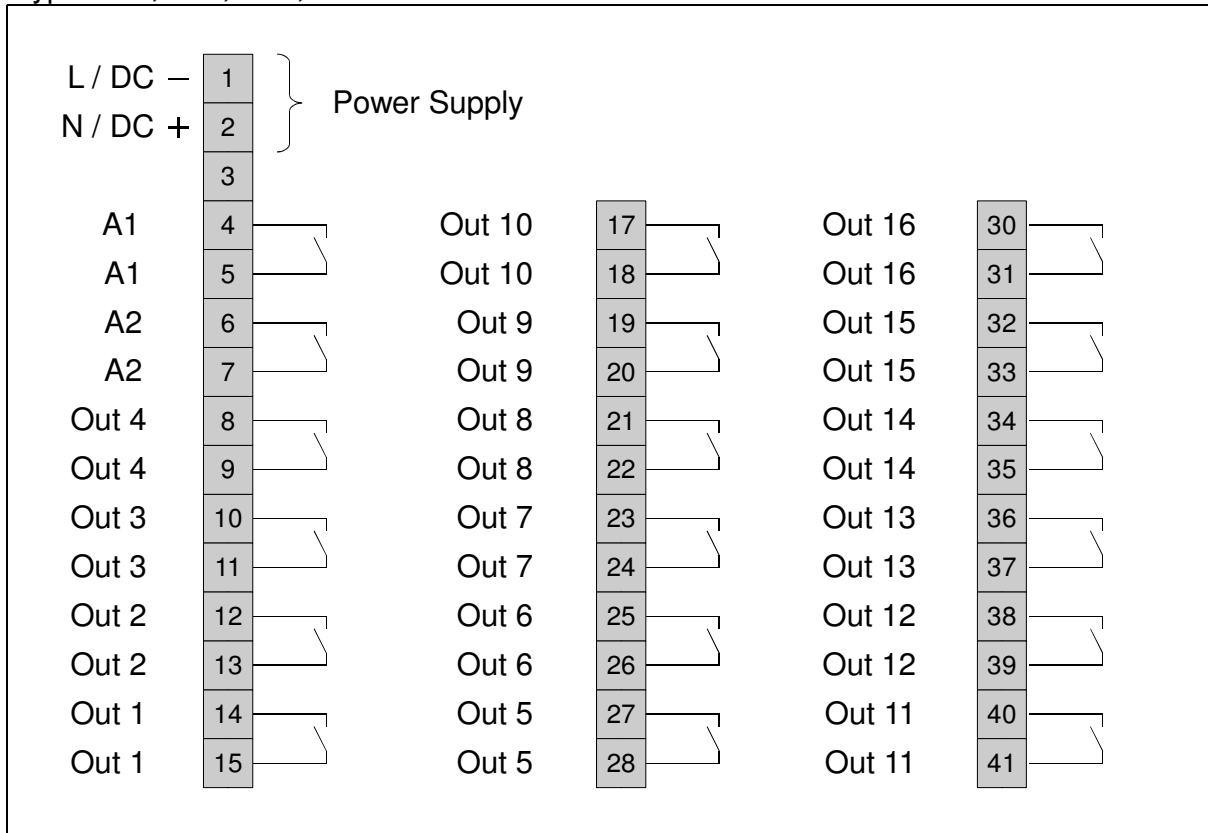 L / DC – 1
N / DC + 2
Power Supply
3
A1 4
A1 5
A2 6
A2 7
Out 4 8
Out 4 9
Out 3 10
Out 3 11
Out 2 12
Out 2 13
Out 1 14
Out 1 15
Out 10 17
Out 10 18
Out 9 19
Out 9 20
Out 8 21
Out 8 22
Out 7 23
Out 7 24
Out 6 25
Out 6 26
Out 5 27
Out 5 28
Out 16 30
Out 16 31
Out 15 32
Out 15 33
Out 14 34
Out 14 35
Out 13 36
Out 13 37
Out 12 38
Out 12 39
Out 11 40
Out 11 41